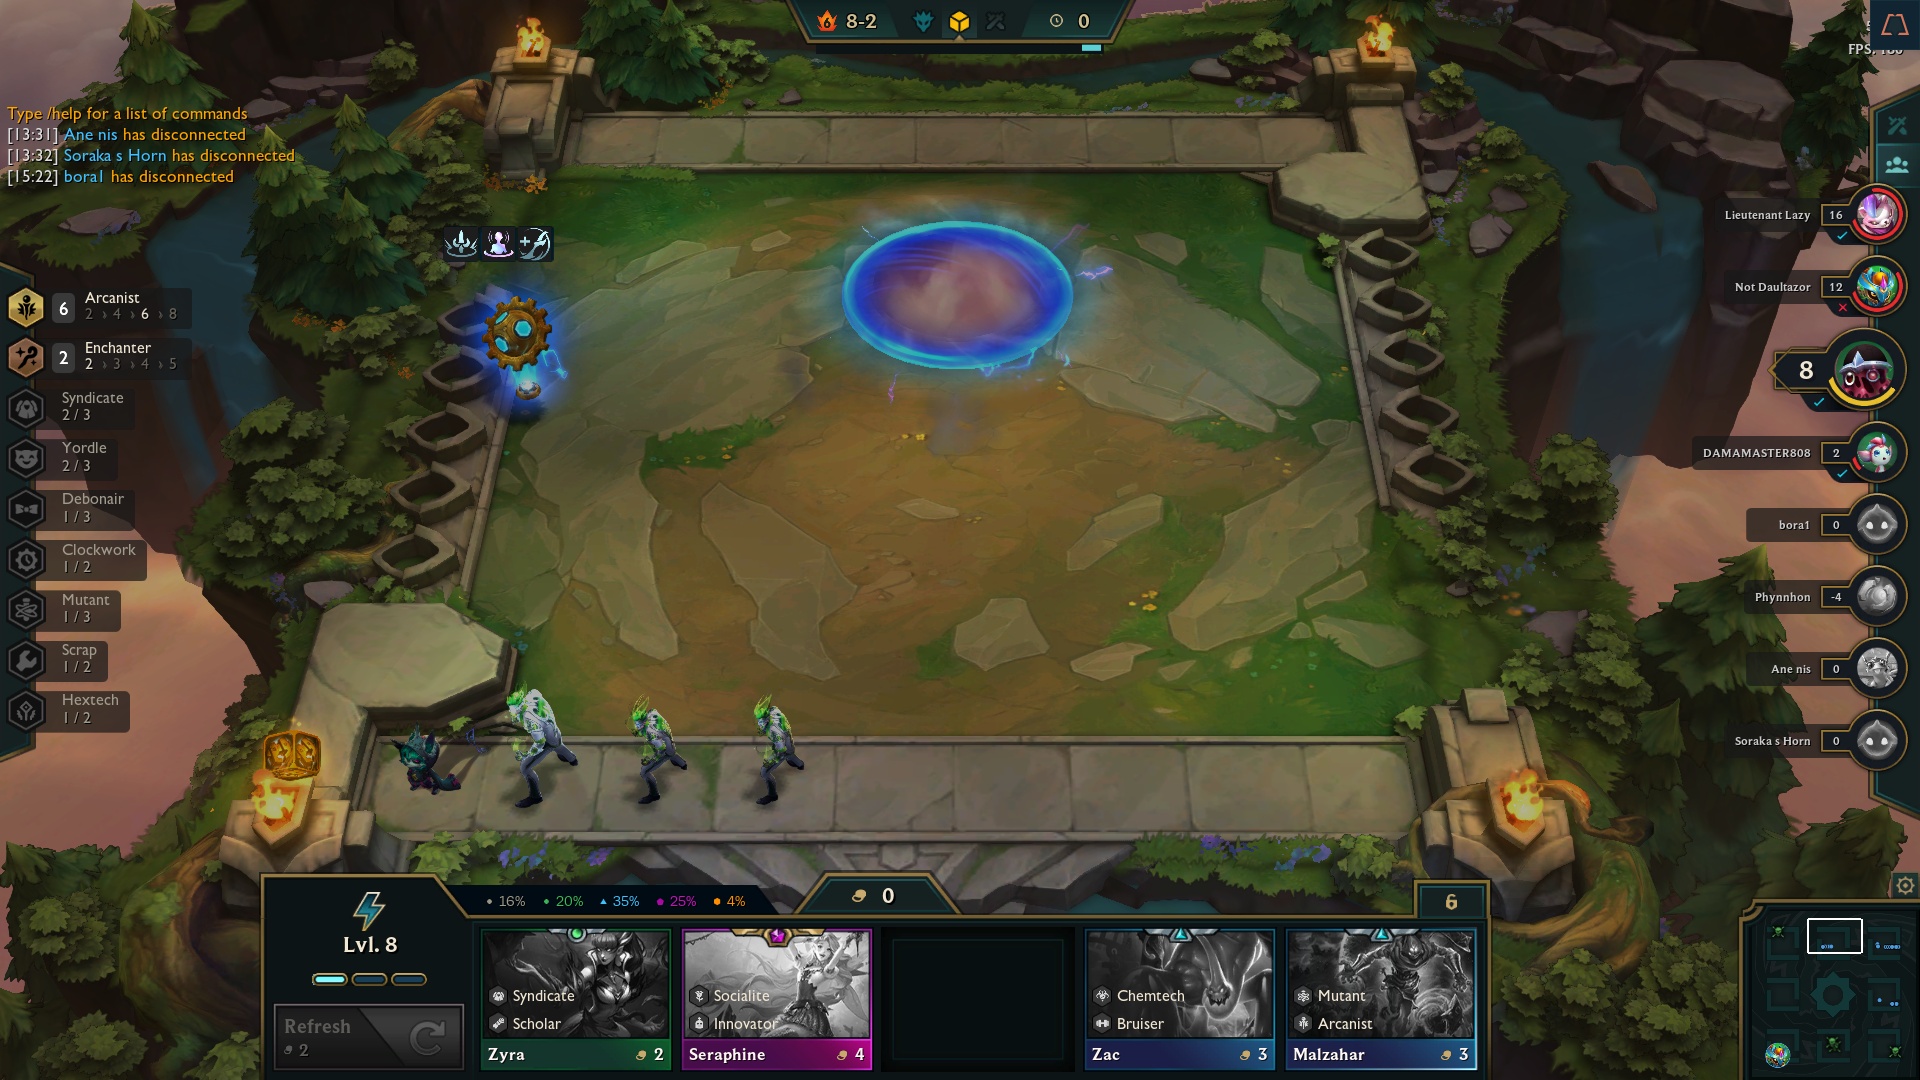 8-2
0
FPS:
Type /help for a list of commands
[13:31] Ane nis has disconnected
[13:32] Soraka s Horn has disconnected
[15:22] bora1 has disconnected
6
Arcanist
2 › 4 › 6 › 8
2
Enchanter
2 › 3 › 4 › 5
Syndicate
2 / 3
Yordle
2 / 3
Debonair
1 / 3
Clockwork
1 / 2
Mutant
1 / 3
Scrap
1 / 2
Hextech
1 / 2
Lieutenant Lazy 16
Not Daultazor 12
8
DAMAMASTER808 2
bora1 0
Phynnhon -4
Ane nis 0
Soraka s Horn 0
Lvl. 8
16% 20% 35% 25% 4%
0
6
Refresh
2
Syndicate
Scholar
Zyra 2
Socialite
Innovator
Seraphine 4
Chemtech
Bruiser
Zac 3
Mutant
Arcanist
Malzahar 3